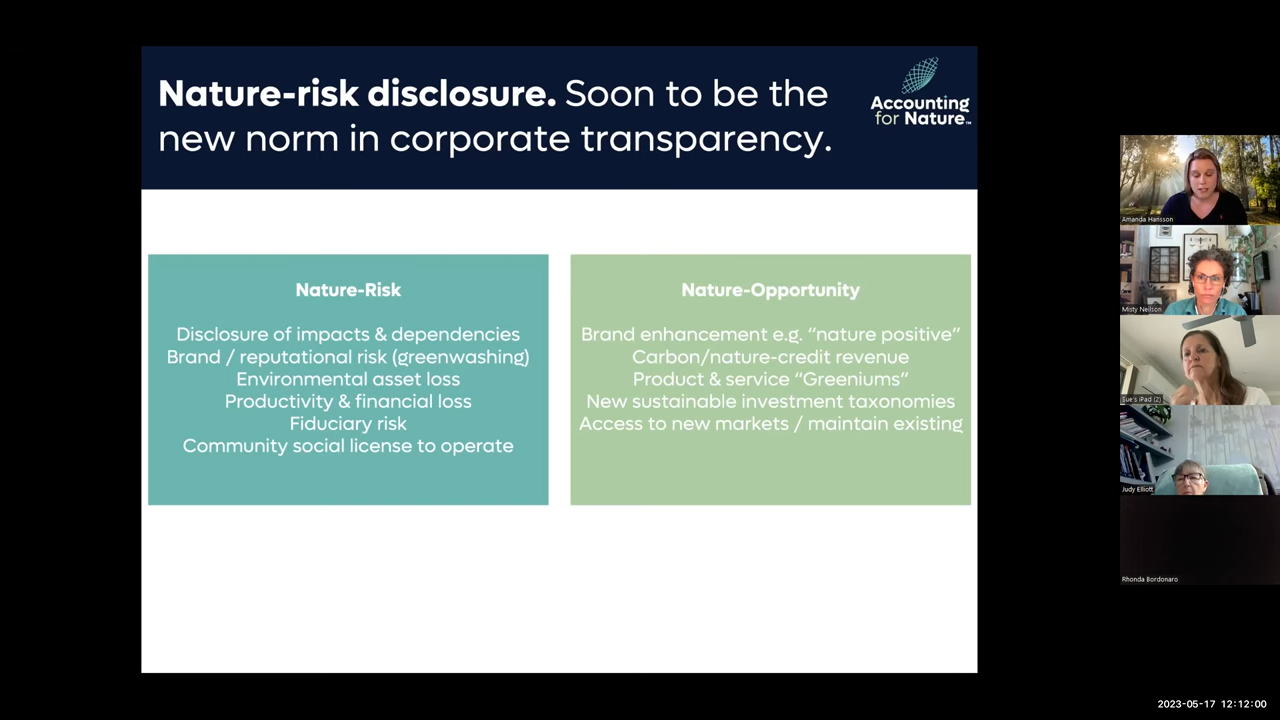 Nature-risk disclosure. Soon to be the
new norm in corporate transparency.
Accounting
for Nature™
Nature-Risk
Disclosure of impacts & dependencies
Brand / reputational risk (greenwashing)
Environmental asset loss
Productivity & financial loss
Fiduciary risk
Community social license to operate
Nature-Opportunity
Brand enhancement e.g. “nature positive”
Carbon/nature-credit revenue
Product & service “Greeniums”
New sustainable investment taxonomies
Access to new markets / maintain existing
Amanda Hansson
Misty Neilson
Sue's iPad (2)
Judy Elliott
Rhonda Bordonaro
2023-05-17 12:12:00